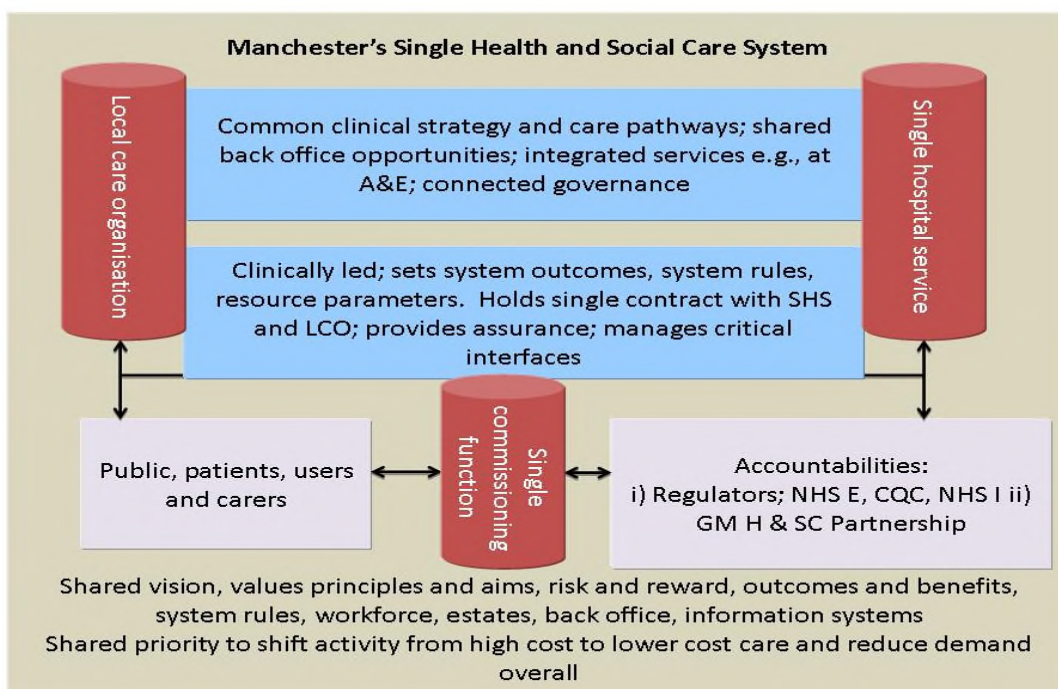 Manchester's Single Health and Social Care System
Local care organisation
Common clinical strategy and care pathways; shared
back office opportunities; integrated services e.g., at
A&E; connected governance
Single hospital service
Clinically led; sets system outcomes, system rules,
resource parameters.  Holds single contract with SHS
and LCO; provides assurance; manages critical
interfaces
Public, patients, users
and carers
Single
commissioning
function
Accountabilities:
i) Regulators; NHS E, CQC, NHS I ii)
GM H & SC Partnership
Shared vision, values principles and aims, risk and reward, outcomes and benefits,
system rules, workforce, estates, back office, information systems
Shared priority to shift activity from high cost to lower cost care and reduce demand
overall